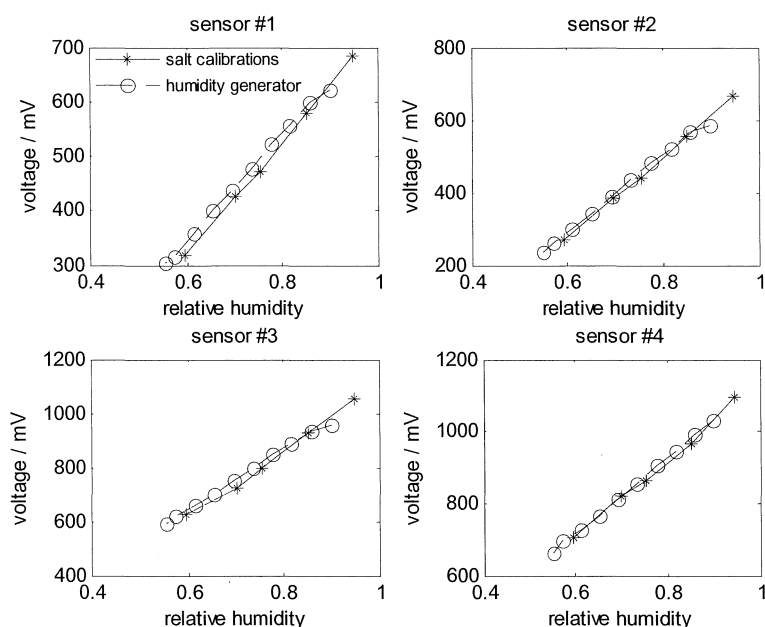 sensor #1
700
600
500
400
300
voltage / mV
salt calibrations
humidity generator
0.4
0.6
0.8
1
relative humidity
sensor #2
800
600
400
200
voltage / mV
0.4
0.6
0.8
1
relative humidity
sensor #3
1200
1000
800
600
400
voltage / mV
0.4
0.6
0.8
1
relative humidity
sensor #4
1200
1000
800
600
voltage / mV
0.4
0.6
0.8
1
relative humidity